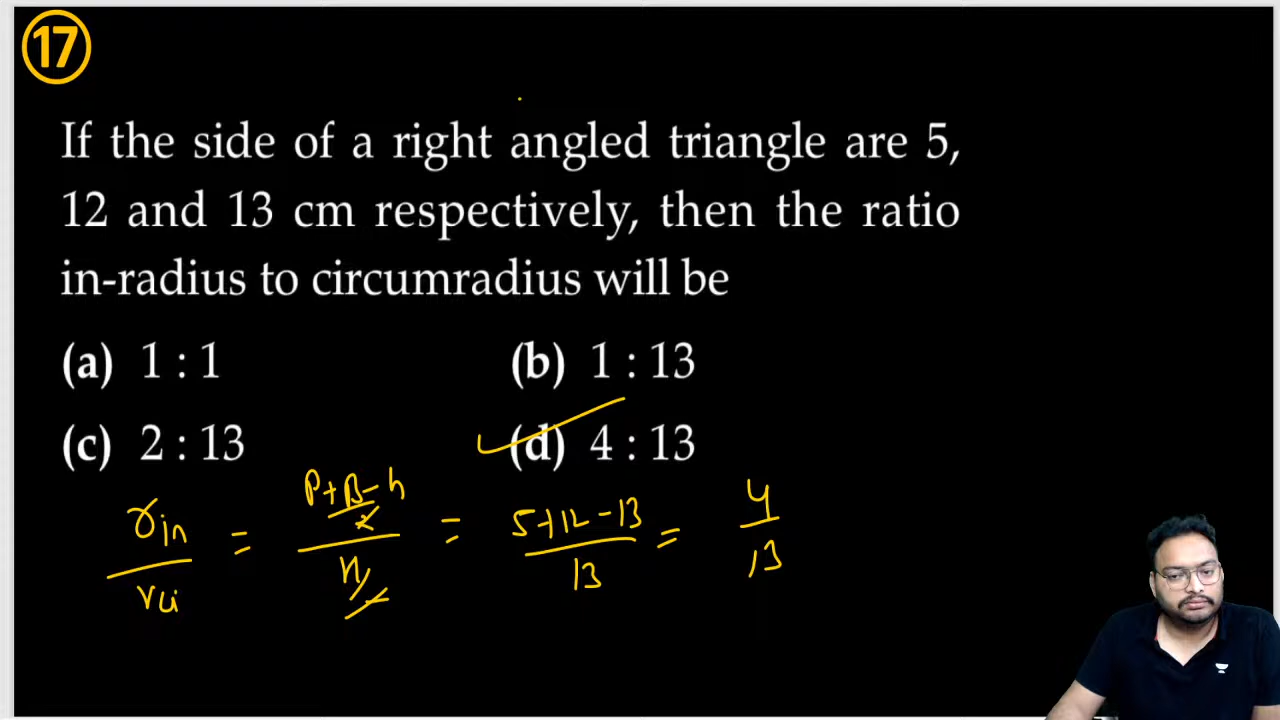 17
If the side of a right angled triangle are 5,
12 and 13 cm respectively, then the ratio
in-radius to circumradius will be
(a) 1 : 1 (b) 1 : 13
(c) 2 : 13 (d) 4 : 13
P+B-h
2
h
2
=
5+12-13
13
=
4
13